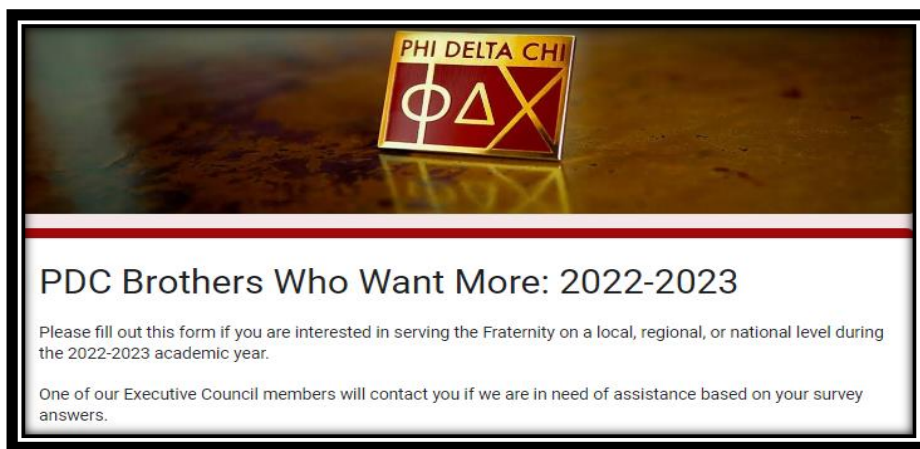 PHI DELTA CHI
ΦΔΧ
PDC Brothers Who Want More: 2022-2023
Please fill out this form if you are interested in serving the Fraternity on a local, regional, or national level during
the 2022-2023 academic year.
One of our Executive Council members will contact you if we are in need of assistance based on your survey
answers.